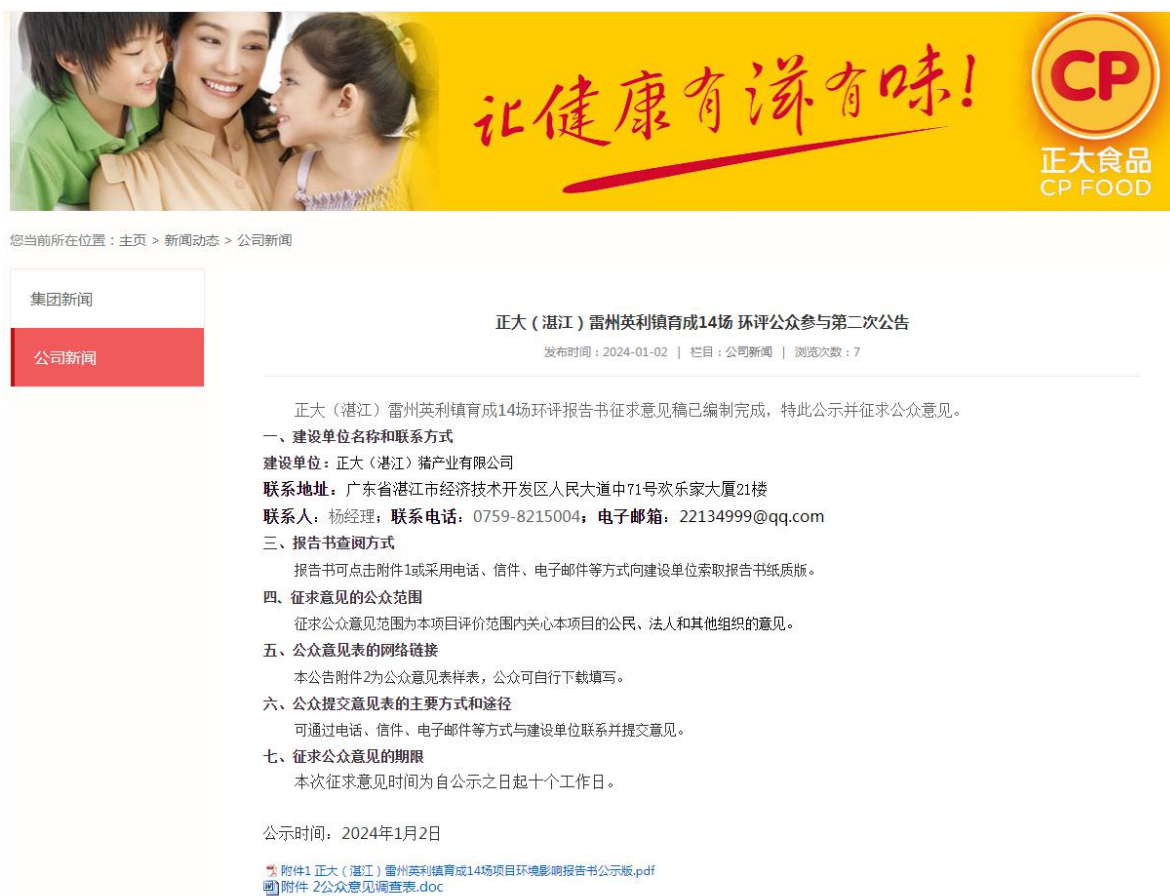 让健康有滋有味!
CP
正大食品
CP FOOD
您当前所在位置：主页 > 新闻动态 > 公司新闻
集团新闻
公司新闻
正大（湛江）雷州英利镇育成14场 环评公众参与第二次公告
发布时间：2024-01-02 | 栏目：公司新闻 | 浏览次数：7
正大（湛江）雷州英利镇育成14场环评报告书征求意见稿已编制完成，特此公示并征求公众意见。
一、建设单位名称和联系方式
建设单位：正大（湛江）猪产业有限公司
联系地址：广东省湛江市经济技术开发区人民大道中71号欢乐家大厦21楼
联系人：杨经理；联系电话：0759-8215004；电子邮箱：22134999@qq.com
三、报告书查阅方式
报告书可点击附件1或采用电话、信件、电子邮件等方式向建设单位索取报告书纸质版。
四、征求意见的公众范围
征求公众意见范围为本项目评价范围内关心本项目的公民、法人和其他组织的意见。
五、公众意见表的网络链接
本公告附件2为公众意见表样表，公众可自行下载填写。
六、公众提交意见表的主要方式和途径
可通过电话、信件、电子邮件等方式与建设单位联系并提交意见。
七、征求公众意见的期限
本次征求意见时间为自公示之日起十个工作日。
公示时间：2024年1月2日
附件1 正大（湛江）雷州英利镇育成14场项目环境影响报告书公示版.pdf
附件 2公众意见调查表.doc